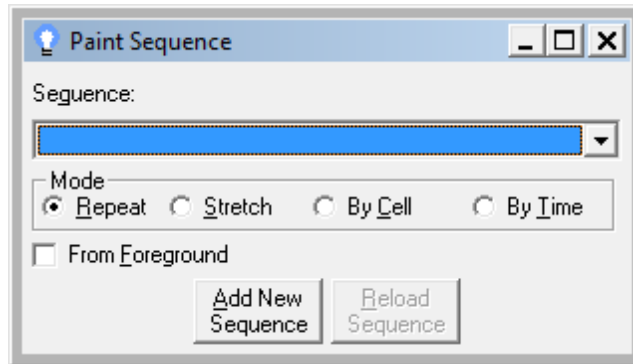 Paint Sequence
Sequence:
Mode
Repeat Stretch By Cell By Time
From Foreground
Add New Reload
Sequence Sequence